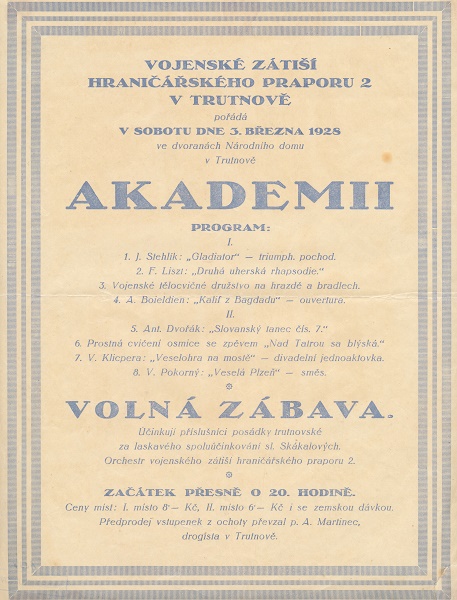 VOJENSKÉ ZÁTIŠÍ
HRANIČÁŘSKÉHO PRAPORU 2
V TRUTNOVĚ
pořádá
V SOBOTU DNE 3. BŘEZNA 1928
ve dvoranách Národního domu
v Trutnově
AKADEMII
PROGRAM:
I.
1. J. Stehlík: „Gladiator" — triumph. pochod.
2. F. Liszt: „Druhá uherská rhapsodie."
3. Vojenské tělocvičné družstvo na hrazdě a bradlech.
4. A. Boieldien: „Kalif z Bagdadu" — ouvertura.
II.
5. Ant. Dvořák: „Slovanský tanec čís. 7."
6. Prostná cvičení osmice se zpěvem „Nad Tatrou sa blýská."
7. V. Klicpera: „Veselohra na mostě" — divadelní jednoaktovka.
8. V. Pokorný: „Veselá Plzeň" — směs.
VOLNÁ ZÁBAVA.
Účinkují příslušníci posádky trutnovské
za laskavého spoluúčinkování sl. Skákalových.
Orchestr vojenského zátiší hraničářského praporu 2.
ZAČÁTEK PŘESNĚ O 20. HODINĚ.
Ceny míst: I. místo 8·— Kč, II. místo 6·— Kč i se zemskou dávkou.
Předprodej vstupenek z ochoty převzal p. A. Martinec,
drogista v Trutnově.